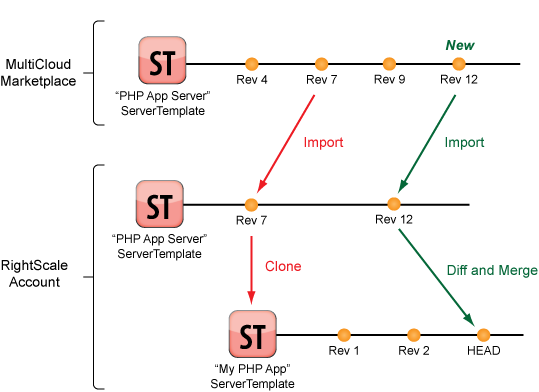 New
MultiCloud
Marketplace
ST
Rev 4
Rev 7
Rev 9
Rev 12
“PHP App Server”
ServerTemplate
Import
Import
ST
Rev 7
Rev 12
“PHP App Server”
ServerTemplate
RightScale
Account
Clone
Diff and Merge
ST
Rev 1
Rev 2
HEAD
“My PHP App”
ServerTemplate